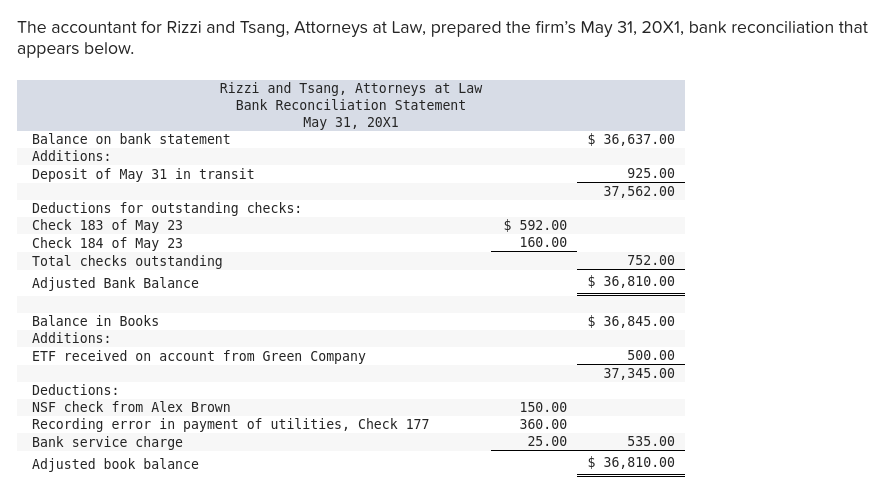 The accountant for Rizzi and Tsang, Attorneys at Law, prepared the firm’s May 31, 20X1, bank reconciliation that
appears below.
Rizzi and Tsang, Attorneys at Law
Bank Reconciliation Statement
May 31, 20X1
Balance on bank statement $ 36,637.00
Additions:
Deposit of May 31 in transit 925.00
37,562.00
Deductions for outstanding checks:
Check 183 of May 23 $ 592.00
Check 184 of May 23 160.00
Total checks outstanding 752.00
Adjusted Bank Balance $ 36,810.00
Balance in Books $ 36,845.00
Additions:
ETF received on account from Green Company 500.00
37,345.00
Deductions:
NSF check from Alex Brown 150.00
Recording error in payment of utilities, Check 177 360.00
Bank service charge 25.00 535.00
Adjusted book balance $ 36,810.00